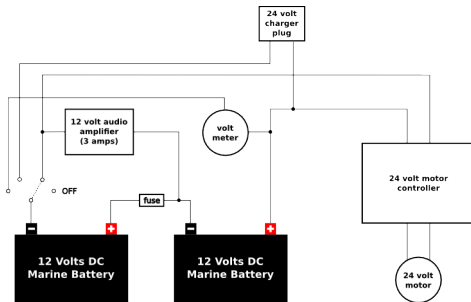 24 volt
charger
plug
12 volt audio
amplifier
(3 amps)
volt
meter
OFF
24 volt motor
controller
fuse
− + − +
12 Volts DC
Marine Battery
12 Volts DC
Marine Battery
24 volt
motor